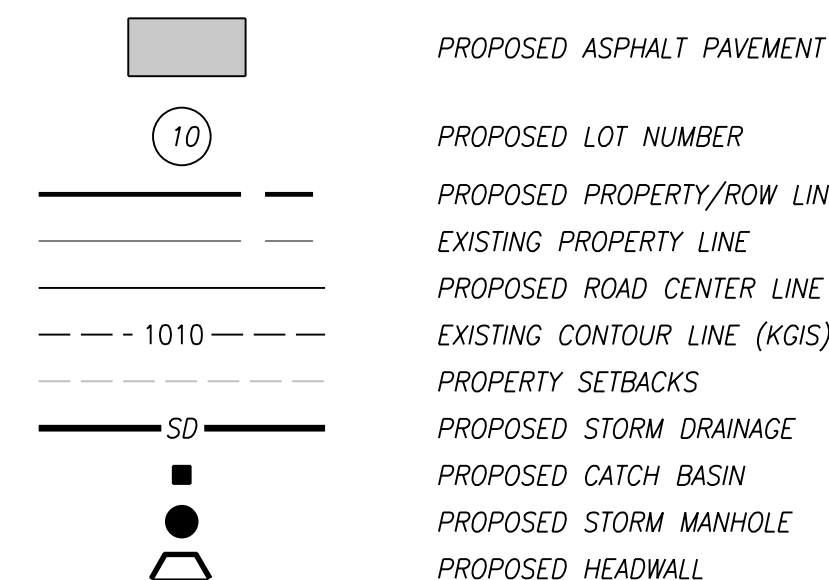 PROPOSED ASPHALT PAVEMENT
10 PROPOSED LOT NUMBER
PROPOSED PROPERTY/ROW LIN
EXISTING PROPERTY LINE
PROPOSED ROAD CENTER LINE
1010 EXISTING CONTOUR LINE (KGIS)
PROPERTY SETBACKS
SD PROPOSED STORM DRAINAGE
PROPOSED CATCH BASIN
PROPOSED STORM MANHOLE
PROPOSED HEADWALL